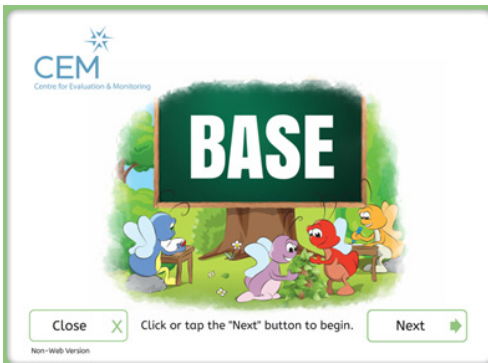 CEM
Centre for Evaluation & Monitoring
BASE
Close X
Click or tap the "Next" button to begin.
Next
Non-Web Version